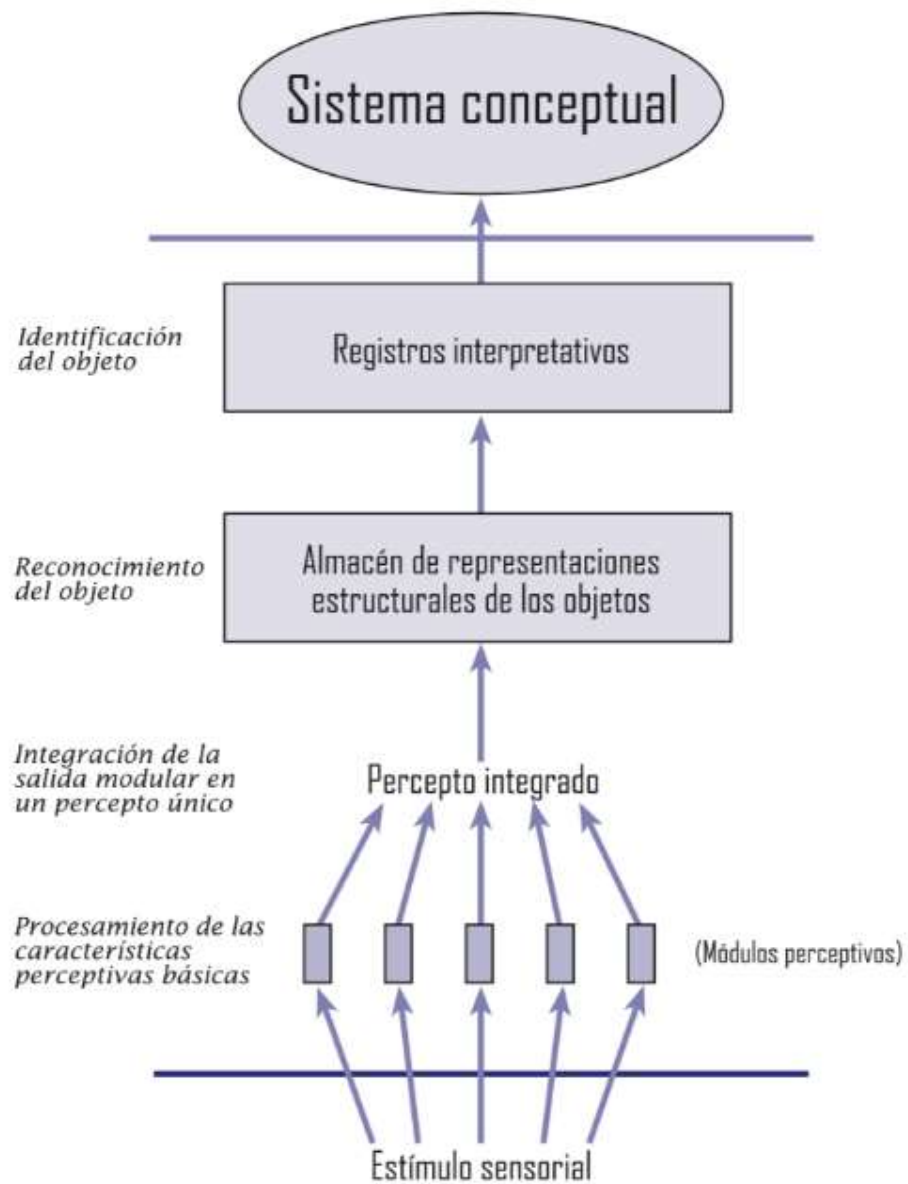 Sistema conceptual
Identificación
del objeto
Registros interpretativos
Reconocimiento
del objeto
Almacén de representaciones
estructurales de los objetos
Integración de la
salida modular en
un percepto único
Percepto integrado
Procesamiento de las
características
perceptivas básicas
(Módulos perceptivos)
Estímulo sensorial